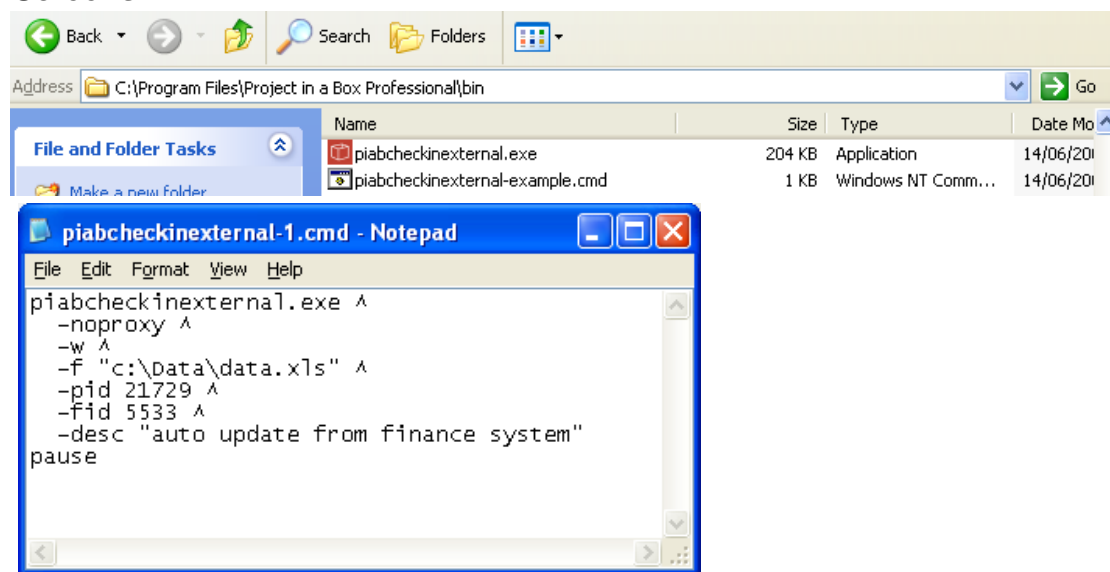 Back Search Folders
Address C:\Program Files\Project in a Box Professional\bin Go
Name Size Type Date Mo
File and Folder Tasks
piabcheckinexternal.exe 204 KB Application 14/06/20
piabcheckinexternal-example.cmd 1 KB Windows NT Comm... 14/06/20
Make a new folder
piabcheckinexternal-1.cmd - Notepad
File Edit Format View Help
piabcheckinexternal.exe ^
-noproxy ^
-w ^
-f "c:\Data\data.xls" ^
-pid 21729 ^
-fid 5533 ^
-desc "auto update from finance system"
pause